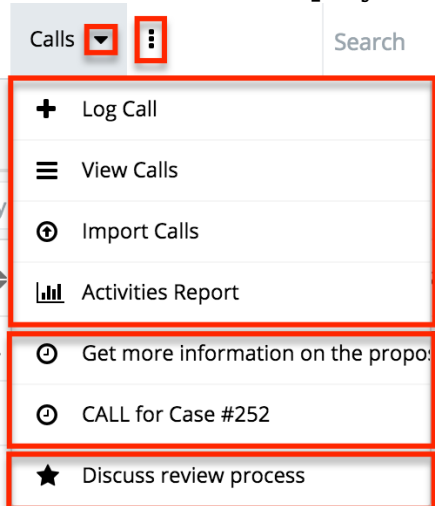 Calls
Search
Log Call
View Calls
Import Calls
Activities Report
Get more information on the
CALL for Case #252
Discuss review process